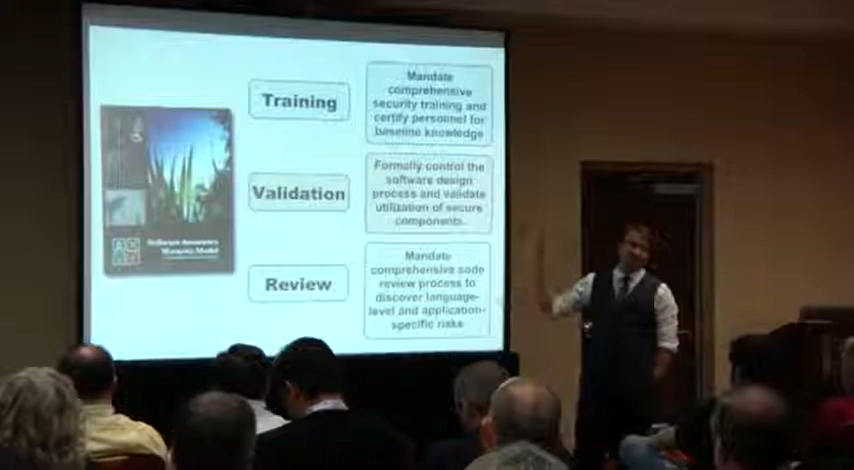 Training
Mandate
comprehensive
security training and
certify personnel for
baseline knowledge
Validation
Formally control the
software design
process and validate
utilization of secure
components.
Review
Mandate
comprehensive code
review process to
discover language-
level and application-
specific risks
Software Assurance
Maturity Model